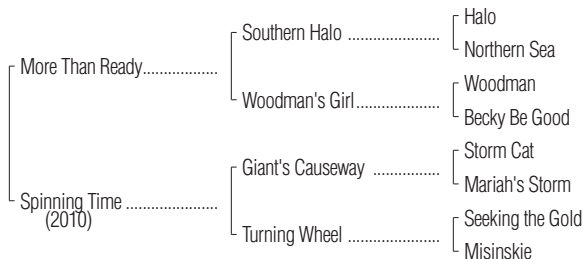 Halo
Southern Halo ....................
Northern Sea
More Than Ready.................
Woodman
Woodman's Girl..................
Becky Be Good
Storm Cat
Giant's Causeway ...............
Mariah's Storm
Spinning Time .....................
(2010)
Seeking the Gold
Turning Wheel .....................
Misinskie